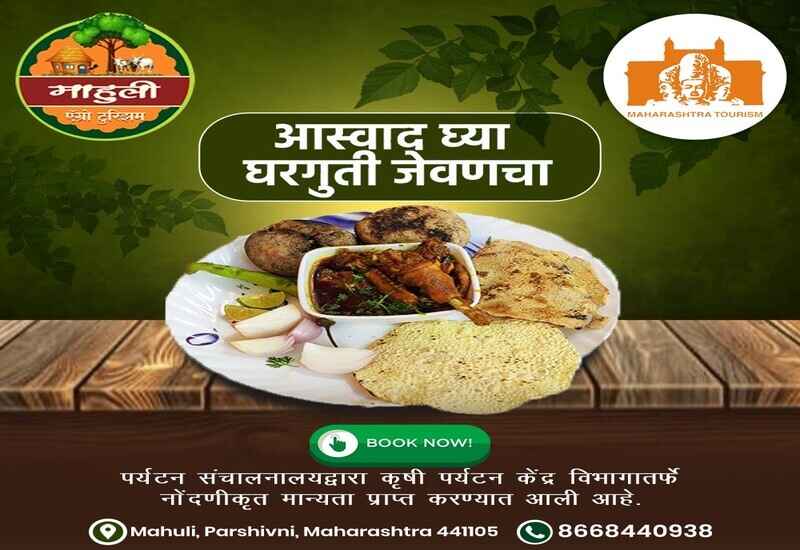 माहुली
ॲग्रो टुरिझम
MAHARASHTRA TOURISM
आस्वाद घ्या
घरगुती जेवणचा
BOOK NOW!
पर्यटन संचालनालयद्वारा कृषी पर्यटन केंद्र विभागातर्फे
नोंदणीकृत मान्यता प्राप्त करण्यात आली आहे.
Mahuli, Parshivni, Maharashtra 441105
8668440938